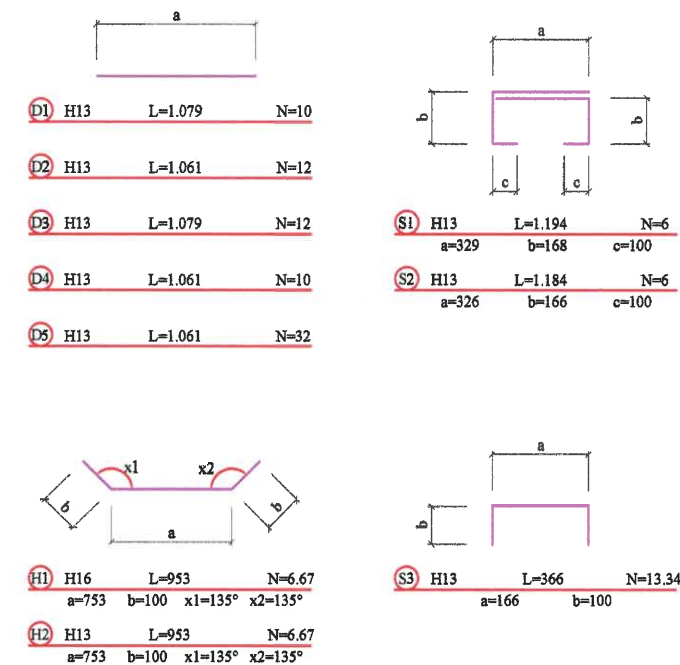 a
D1 H13 L=1.079 N=10
D2 H13 L=1.061 N=12
D3 H13 L=1.079 N=12
D4 H13 L=1.061 N=10
D5 H13 L=1.061 N=32
a
b b
c c
S1 H13 L=1.194 N=6
a=329 b=168 c=100
S2 H13 L=1.184 N=6
a=326 b=166 c=100
x1 x2
b b
a
H1 H16 L=953 N=6.67
a=753 b=100 x1=135° x2=135°
H2 H13 L=953 N=6.67
a=753 b=100 x1=135° x2=135°
a
b
S3 H13 L=366 N=13.34
a=166 b=100